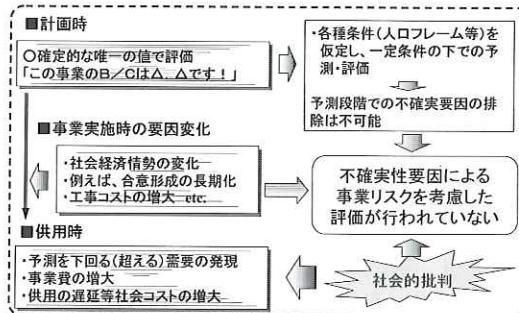 ■計画時
○確定的な唯一の値で評価
「この事業のB/Cは△.△です!」
・各種条件(人口フレーム等)を
仮定し、一定条件の下での予
測・評価
予測段階での不確実要因の排
除は不可能
■事業実施時の要因変化
・社会経済情勢の変化
・例えば、合意形成の長期化
・工事コストの増大 etc.
不確実性要因による
事業リスクを考慮した
評価が行われていない
■供用時
・予測を下回る(超える)需要の発現
・事業費の増大
・供用の遅延等社会コストの増大
社会的批判